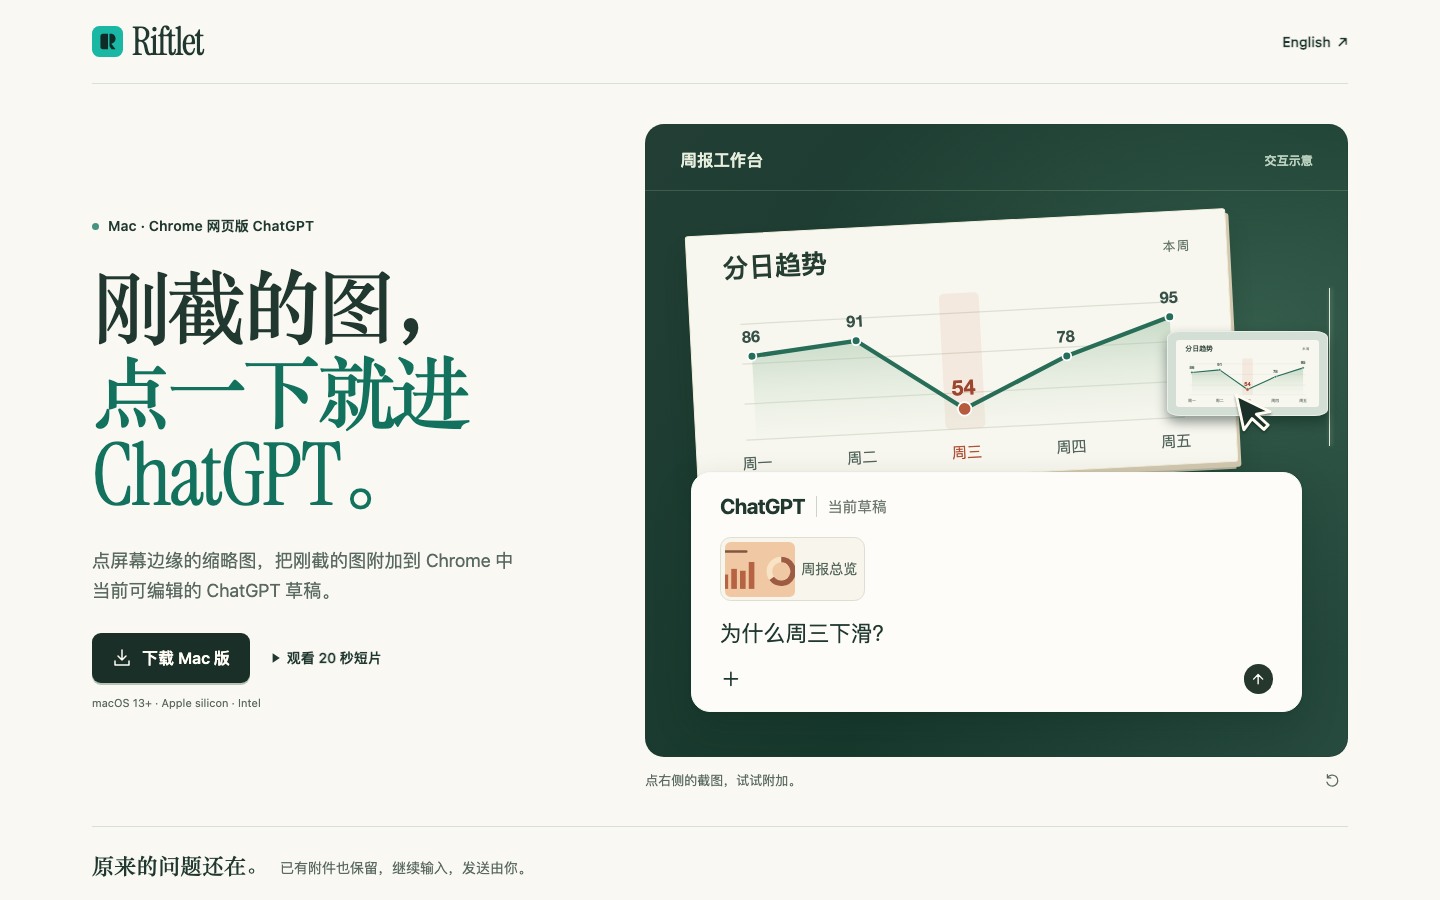 Riftlet
English ↗
Mac · Chrome 网页版 ChatGPT
刚截的图，
点一下就进
ChatGPT。
点屏幕边缘的缩略图，把刚截的图附加到 Chrome 中
当前可编辑的 ChatGPT 草稿。
下载 Mac 版
观看 20 秒短片
macOS 13+ · Apple silicon · Intel
周报工作台
交互示意
分日趋势
本周
86
91
54
78
95
周一
周二
周三
周四
周五
分日趋势
ChatGPT
当前草稿
周报总览
为什么周三下滑?
点右侧的截图，试试附加。
原来的问题还在。
已有附件也保留，继续输入，发送由你。